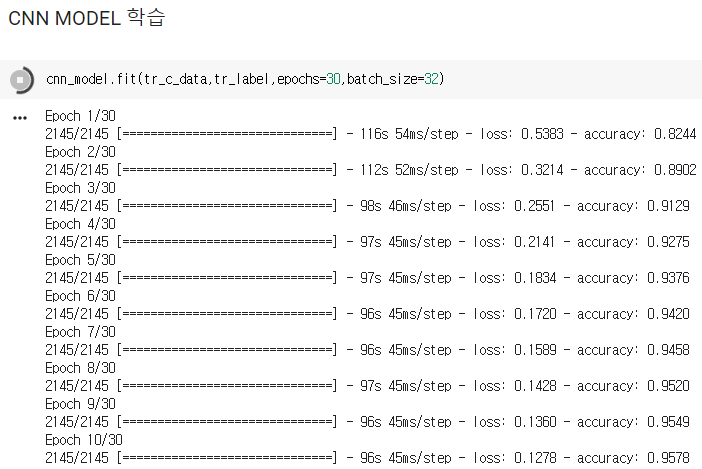 CNN MODEL 학습
cnn_model.fit(tr_c_data,tr_label,epochs=30,batch_size=32)
Epoch 1/30
2145/2145 [==============================] - 116s 54ms/step - loss: 0.5383 - accuracy: 0.8244
Epoch 2/30
2145/2145 [==============================] - 112s 52ms/step - loss: 0.3214 - accuracy: 0.8902
Epoch 3/30
2145/2145 [==============================] - 98s 46ms/step - loss: 0.2551 - accuracy: 0.9129
Epoch 4/30
2145/2145 [==============================] - 97s 45ms/step - loss: 0.2141 - accuracy: 0.9275
Epoch 5/30
2145/2145 [==============================] - 97s 45ms/step - loss: 0.1834 - accuracy: 0.9376
Epoch 6/30
2145/2145 [==============================] - 96s 45ms/step - loss: 0.1720 - accuracy: 0.9420
Epoch 7/30
2145/2145 [==============================] - 96s 45ms/step - loss: 0.1589 - accuracy: 0.9458
Epoch 8/30
2145/2145 [==============================] - 97s 45ms/step - loss: 0.1428 - accuracy: 0.9520
Epoch 9/30
2145/2145 [==============================] - 96s 45ms/step - loss: 0.1360 - accuracy: 0.9549
Epoch 10/30
2145/2145 [==============================] - 96s 45ms/step - loss: 0.1278 - accuracy: 0.9578